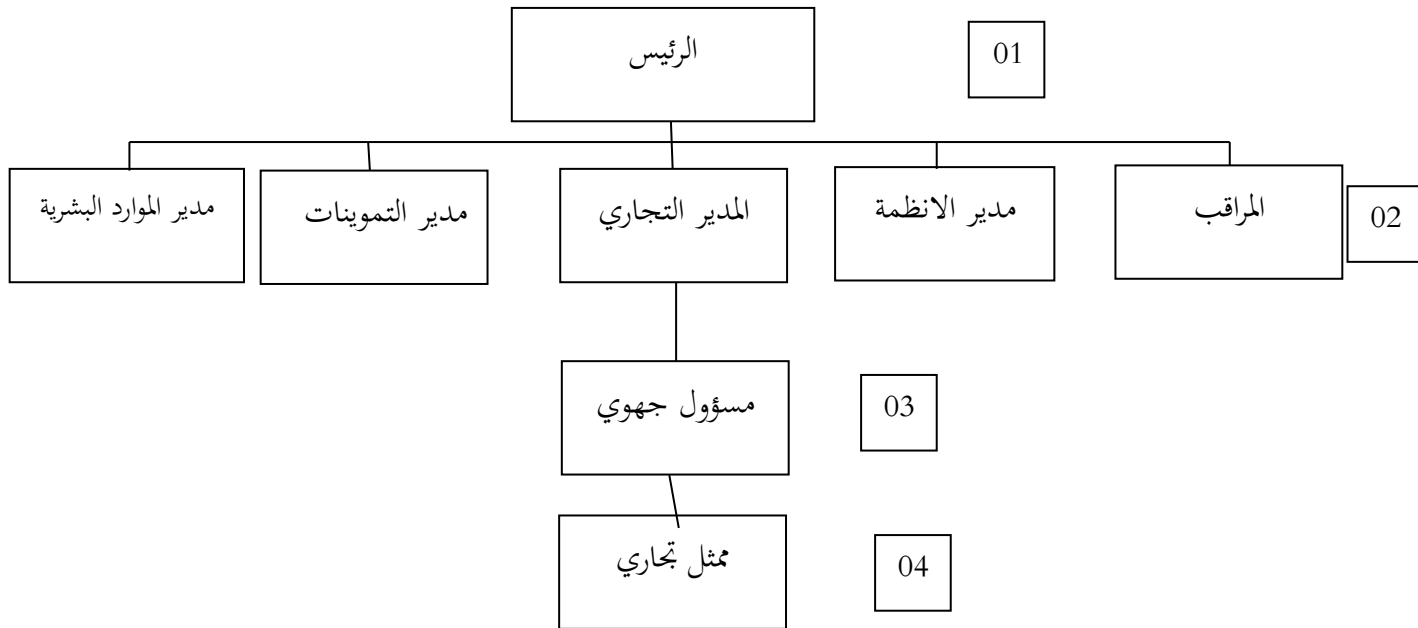 الرئيس
01
المراقب
مدير الانظمة
المدير التجاري
مدير التموينات
مدير الموارد البشرية
02
مسؤول جهوي
03
ممثل تجاري
04